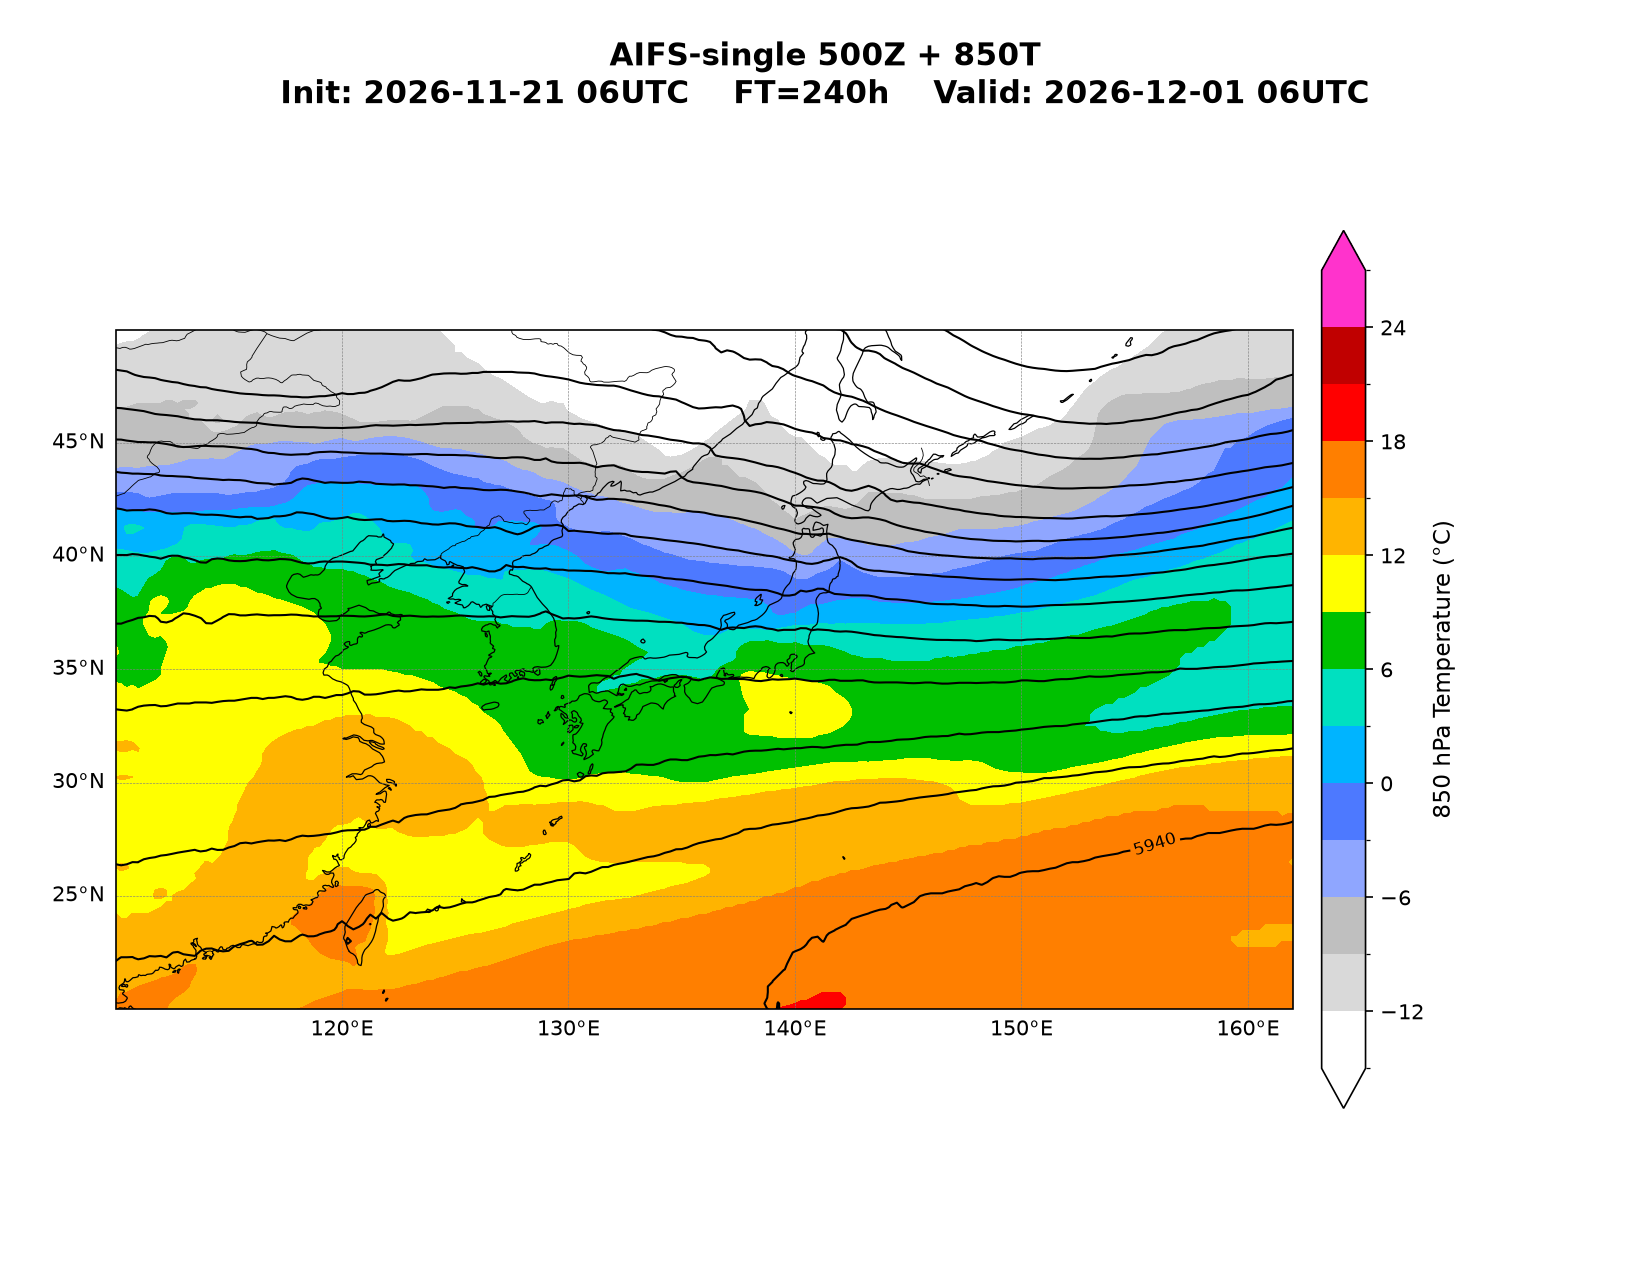 AIFS-single 500Z + 850T
Init: 2026-11-21 06UTC    FT=240h    Valid: 2026-12-01 06UTC
45°N
40°N
35°N
30°N
25°N
120°E
130°E
140°E
150°E
160°E
5940
24
18
12
6
0
−6
−12
850 hPa Temperature (°C)